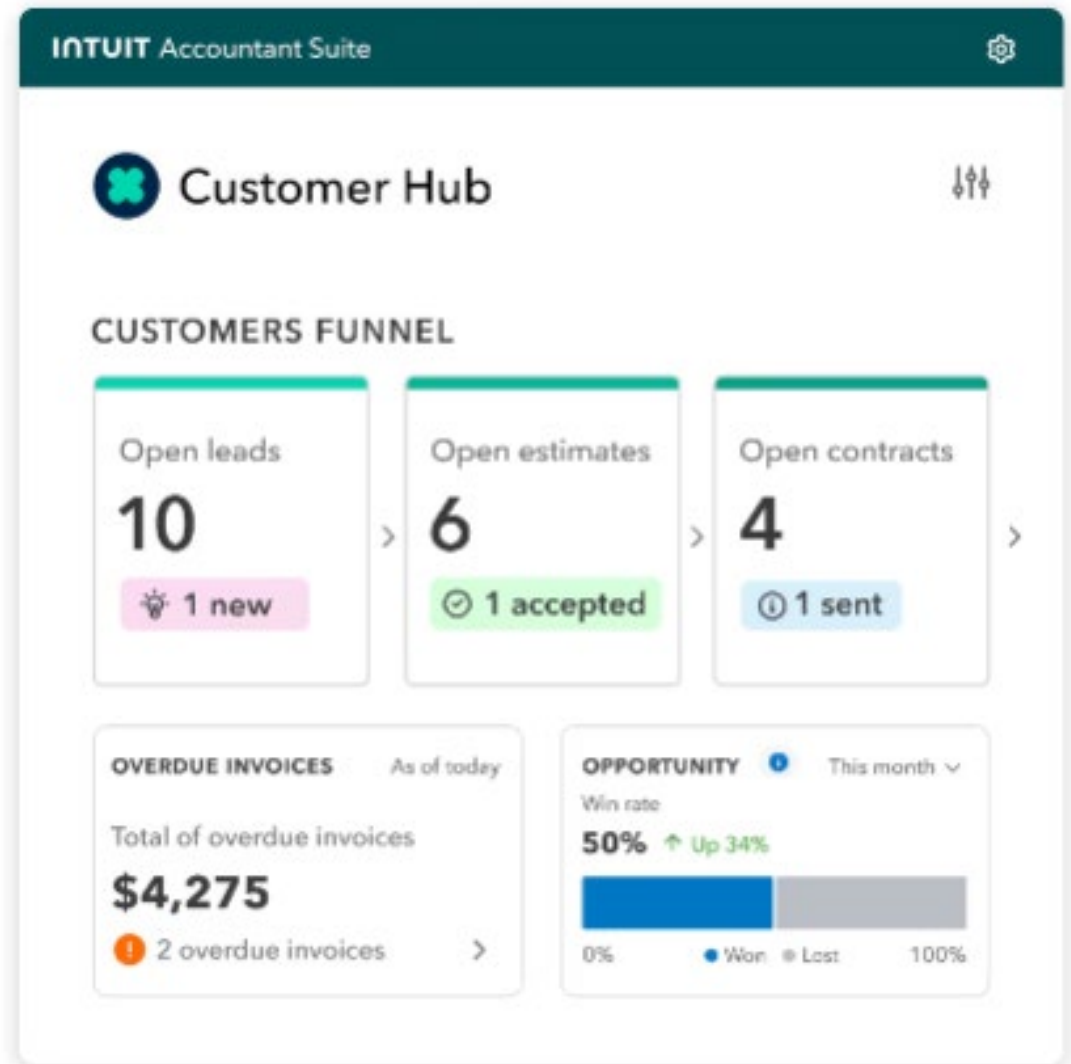 INTUIT Accountant Suite
Customer Hub
CUSTOMERS FUNNEL
Open leads
10
1 new
Open estimates
6
1 accepted
Open contracts
4
1 sent
OVERDUE INVOICES As of today
Total of overdue invoices
$4,275
2 overdue invoices
OPPORTUNITY This month
Win rate
50% Up 34%
0% Won Lost 100%